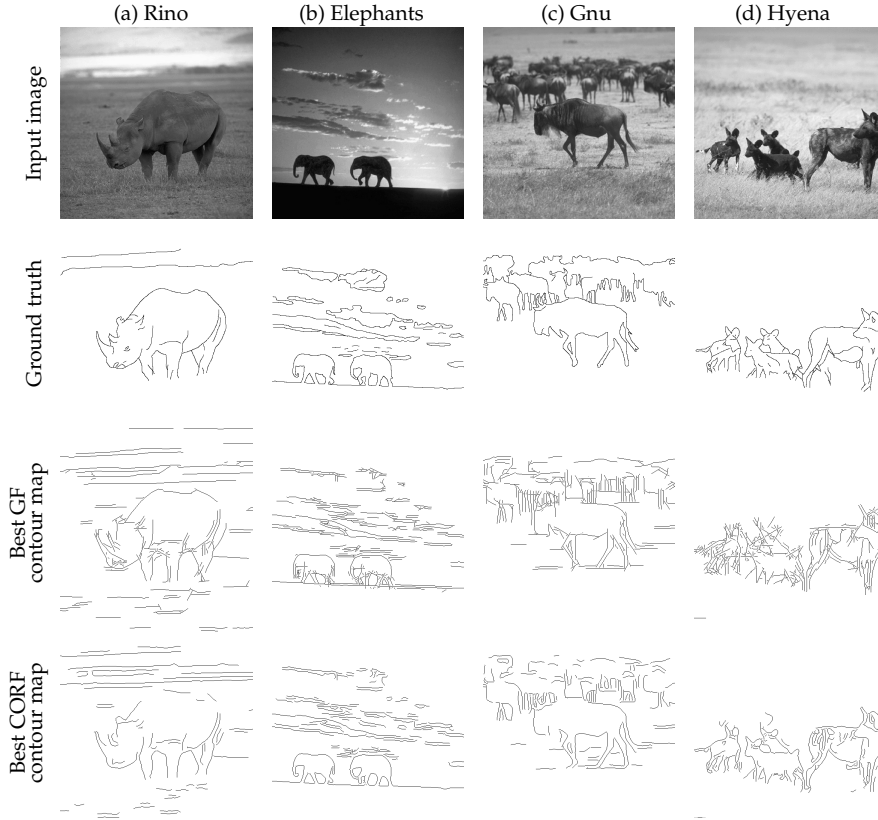 (a) Rino
(b) Elephants
(c) Gnu
(d) Hyena
Input image
Ground truth
Best GF
contour map
Best CORF
contour map